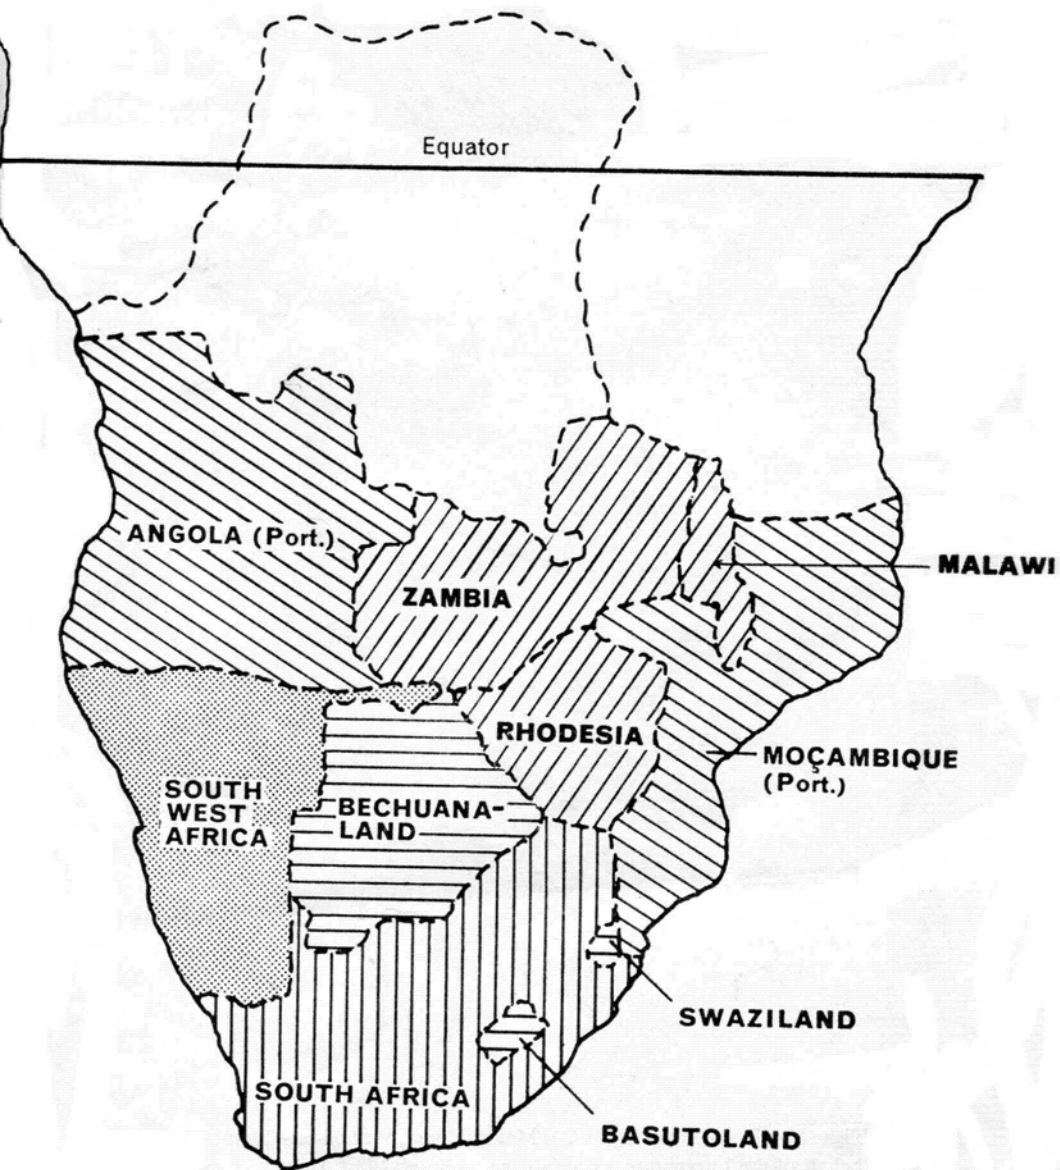 Equator
ANGOLA (Port.)
MALAWI
ZAMBIA
RHODESIA
MOÇAMBIQUE
(Port.)
SOUTH
WEST
AFRICA
BECHUANA-
LAND
SWAZILAND
SOUTH AFRICA
BASUTOLAND